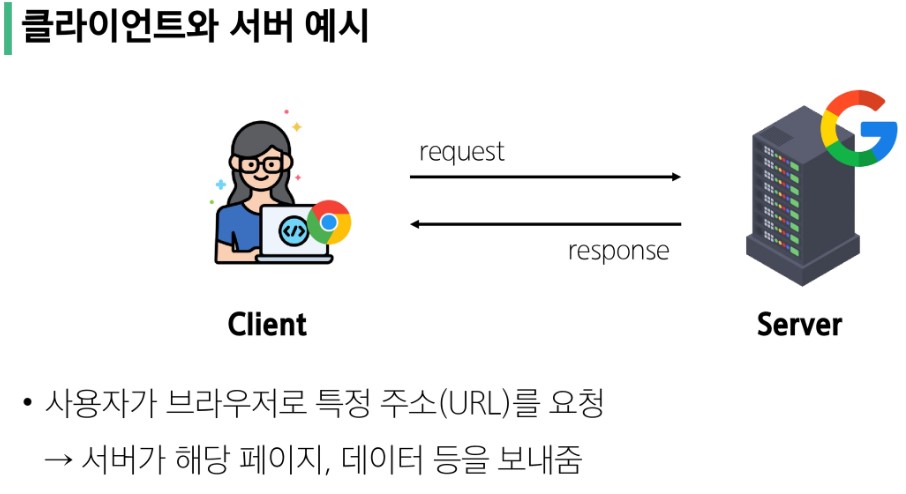 클라이언트와 서버 예시
request
response
Client
Server
• 사용자가 브라우저로 특정 주소(URL)를 요청
→ 서버가 해당 페이지, 데이터 등을 보내줌